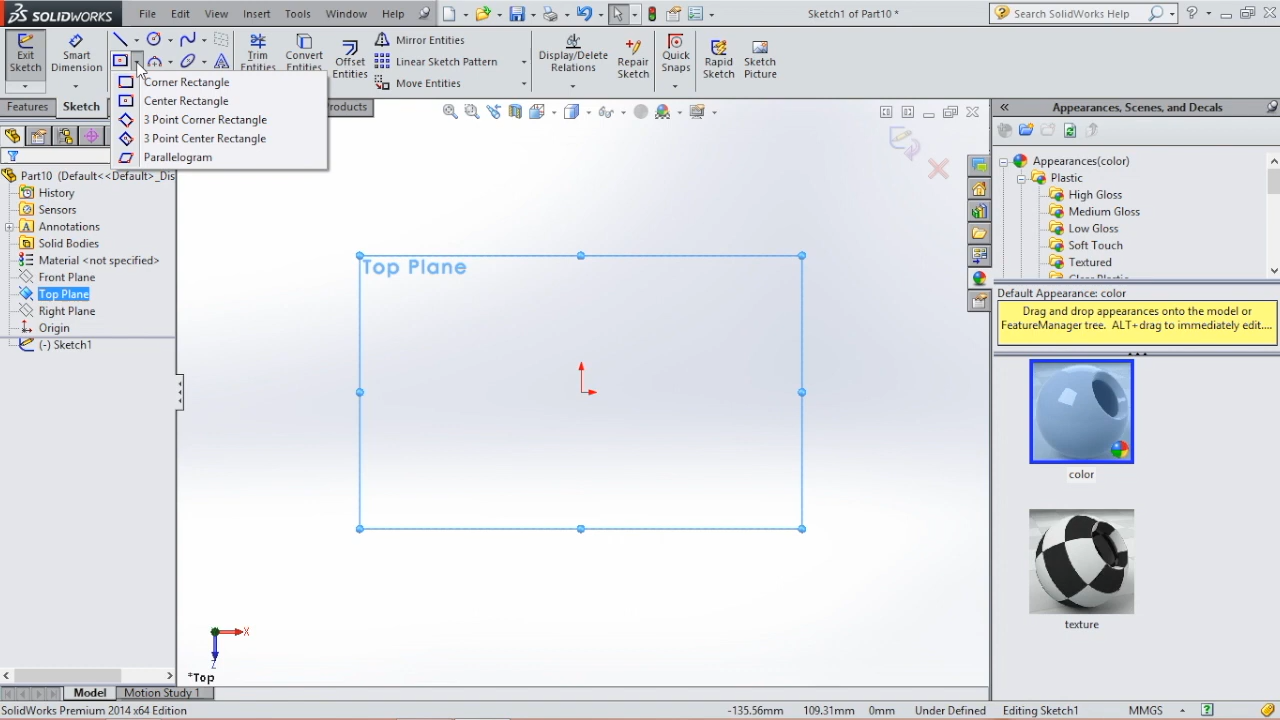 SOLIDWORKS
File Edit View Insert Tools Window Help
Sketch1 of Part10 *
Search SolidWorks Help
Exit Sketch
Smart Dimension
Trim Entities
Convert Entities
Offset Entities
Mirror Entities
Linear Sketch Pattern
Move Entities
Display/Delete Relations
Repair Sketch
Quick Snaps
Rapid Sketch
Sketch Picture
Corner Rectangle
Center Rectangle
3 Point Corner Rectangle
3 Point Center Rectangle
Parallelogram
Features Sketch
Products
Part10 (Default<<Default>_Dis
History
Sensors
Annotations
Solid Bodies
Material <not specified>
Front Plane
Top Plane
Right Plane
Origin
(-) Sketch1
Top Plane
X
Z
*Top
Appearances, Scenes, and Decals
Appearances(color)
Plastic
High Gloss
Medium Gloss
Low Gloss
Soft Touch
Textured
Clear Plastic
Default Appearance: color
Drag and drop appearances onto the model or
FeatureManager tree. ALT+drag to immediately edit....
color
texture
Model Motion Study 1
SolidWorks Premium 2014 x64 Edition
-135.56mm 109.31mm 0mm Under Defined Editing Sketch1 MMGS